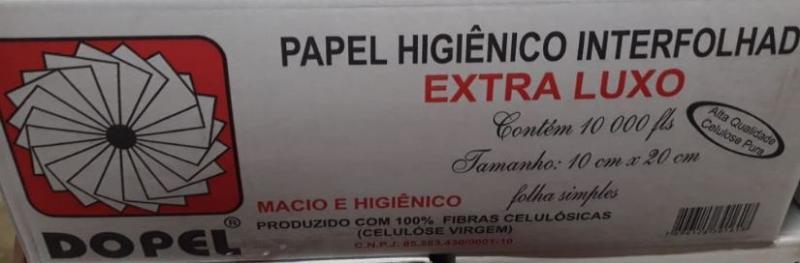 PAPEL HIGIÊNICO INTERFOLHAD
EXTRA LUXO
Contém 10 000 fls
Alta Qualidade
Celulose Pura
Tamanho: 10 cm x 20 cm
folha simples
MACIO E HIGIÊNICO
PRODUZIDO COM 100% FIBRAS CELULÓSICAS
(CELULOSE VIRGEM)
C.N.P.J.
DOPEL®